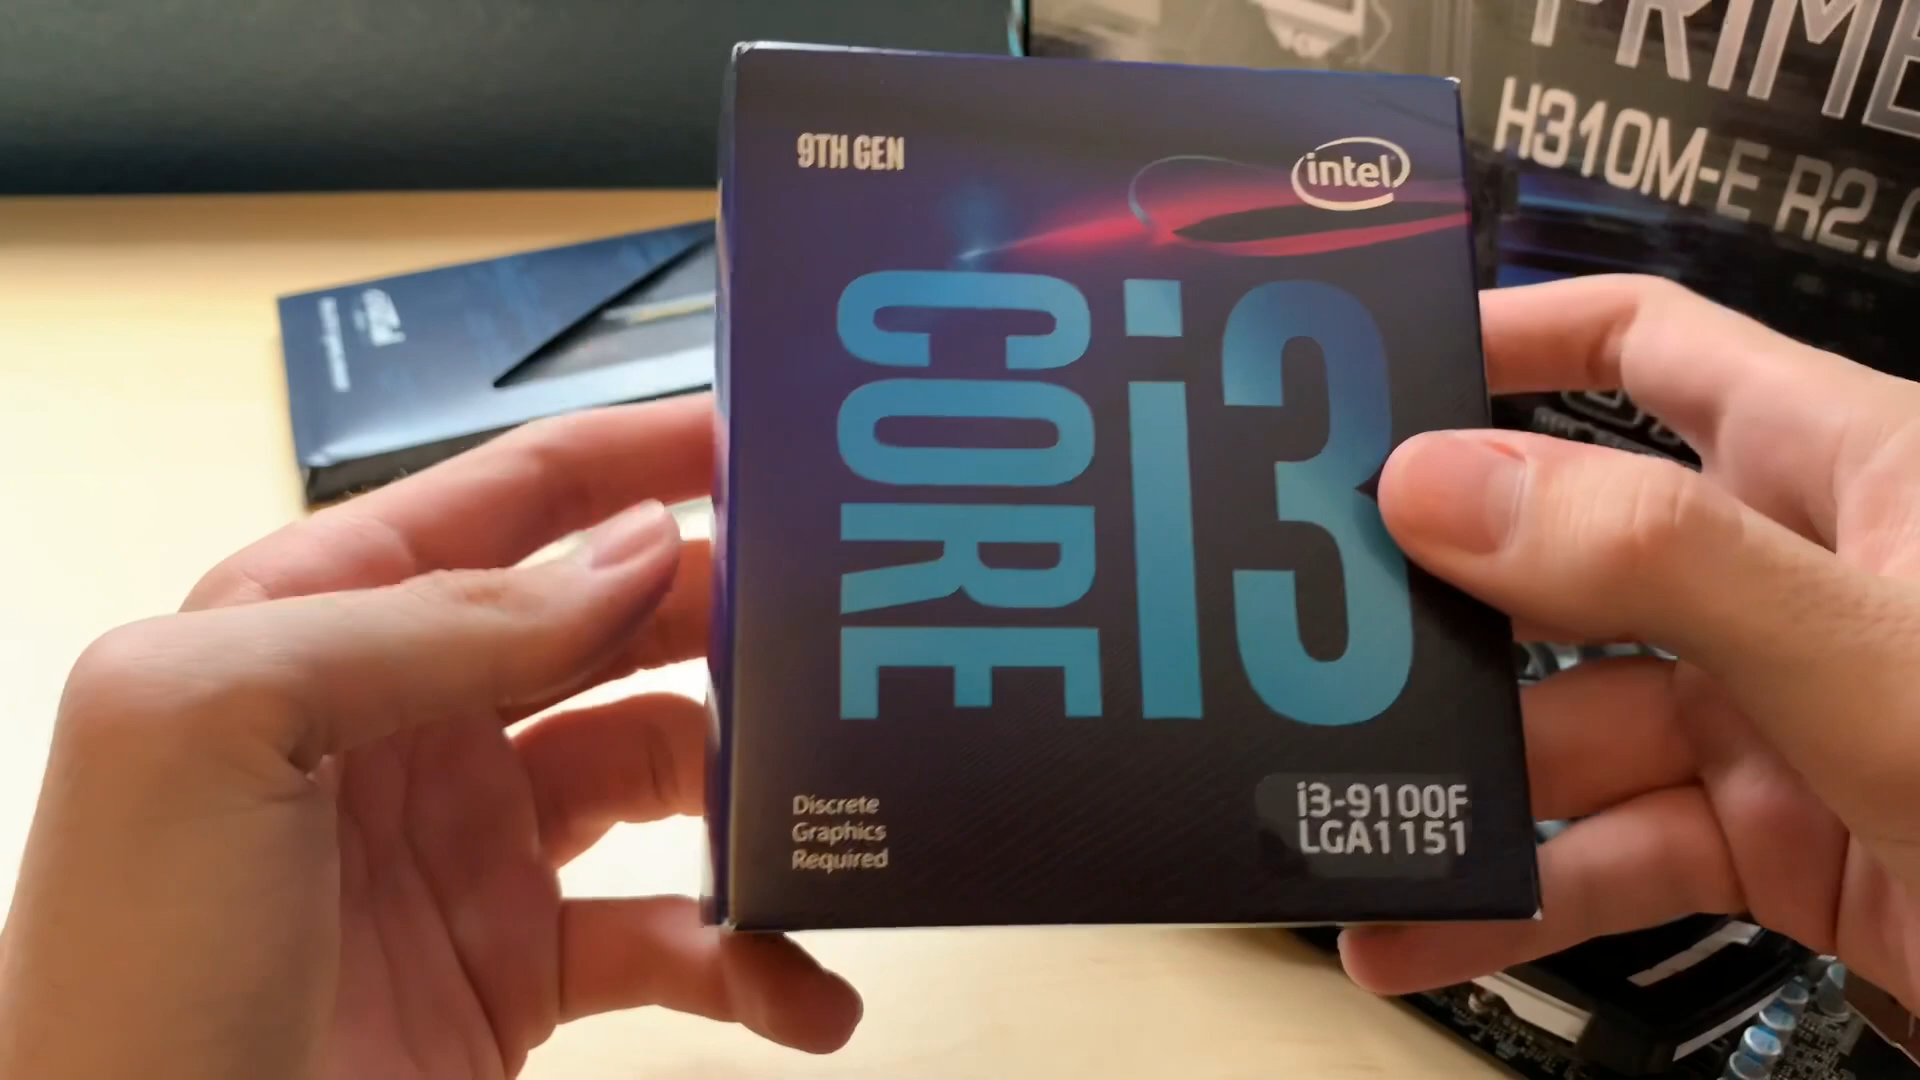 PRIME
H310M-E R2.0
9TH GEN
intel
CORE i3
Discrete
Graphics
Required
i3-9100F
LGA1151